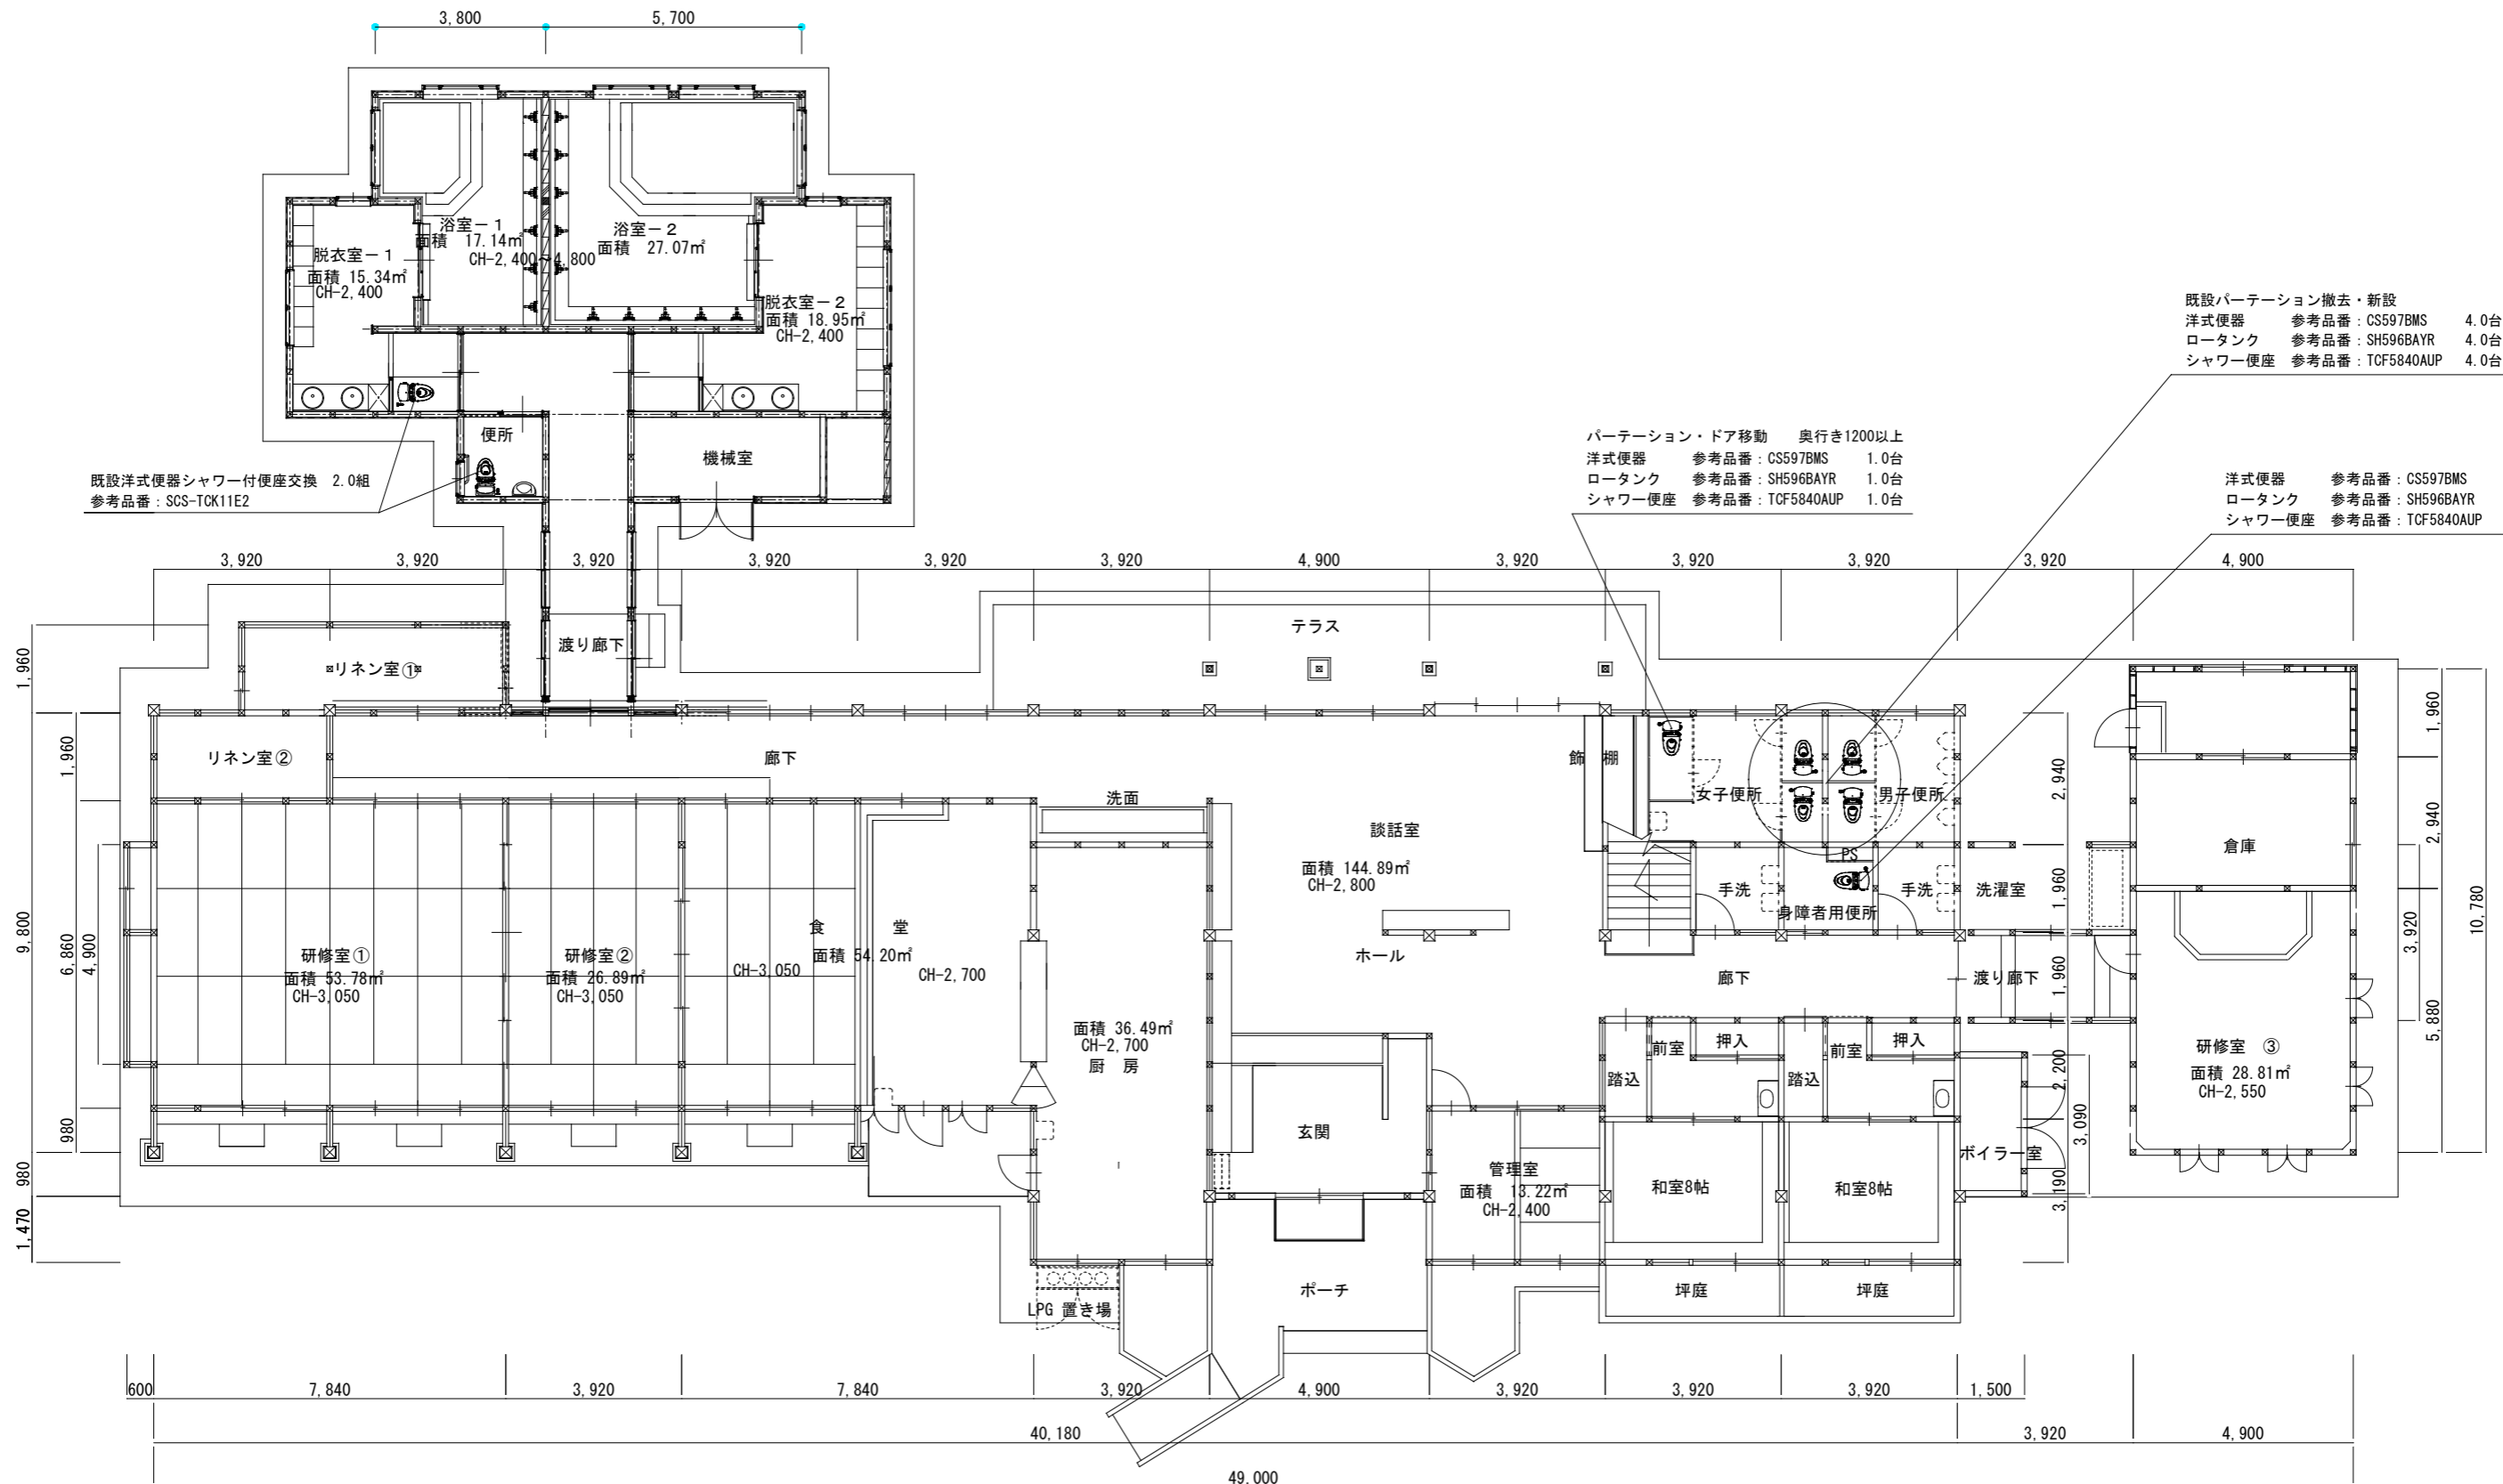 3,800
5,700
浴室－1
面積 17.14㎡
CH-2,400～4,800
浴室－2
面積 27.07㎡
脱衣室－1
面積 15.34㎡
CH-2,400
脱衣室－2
面積 18.95㎡
CH-2,400
便所
機械室
既設洋式便器シャワー付便座交換 2.0組
参考品番：SCS-TCK11E2
既設パーテーション撤去・新設
洋式便器 参考品番：CS597BMS 4.0台
ロータンク 参考品番：SH596BAYR 4.0台
シャワー便座 参考品番：TCF5840AUP 4.0台
パーテーション・ドア移動 奥行き1200以上
洋式便器 参考品番：CS597BMS 1.0台
ロータンク 参考品番：SH596BAYR 1.0台
シャワー便座 参考品番：TCF5840AUP 1.0台
洋式便器 参考品番：CS597BMS
ロータンク 参考品番：SH596BAYR
シャワー便座 参考品番：TCF5840AUP
3,920 3,920 3,920 3,920 3,920 3,920 4,900 3,920 3,920 3,920 3,920 4,900
テラス
渡り廊下
リネン室①
リネン室②
廊下
飾 棚
洗面
女子便所
男子便所
談話室
面積 144.89㎡
CH-2,800
PS
手洗
手洗
身障者用便所
洗濯室
倉庫
食 堂
面積 54.20㎡
CH-3,050
CH-2,700
研修室①
面積 53.78㎡
CH-3,050
研修室②
面積 26.89㎡
CH-3,050
ホール
廊下
渡り廊下
面積 36.49㎡
CH-2,700
厨 房
前室
押入
前室
押入
踏込
踏込
研修室 ③
面積 28.81㎡
CH-2,550
玄関
管理室
面積 13.22㎡
CH-2,400
和室8帖
和室8帖
ボイラー室
ポーチ
坪庭
坪庭
LPG 置き場
1,960
9,800
980
1,470
1,960
6,860
980
4,900
2,940
1,960
1,960
2,200
3,190
3,090
1,960
2,940
5,880
3,920
10,780
600 7,840 3,920 7,840 3,920 4,900 3,920 3,920 3,920 1,500
40,180 3,920 4,900
49,000